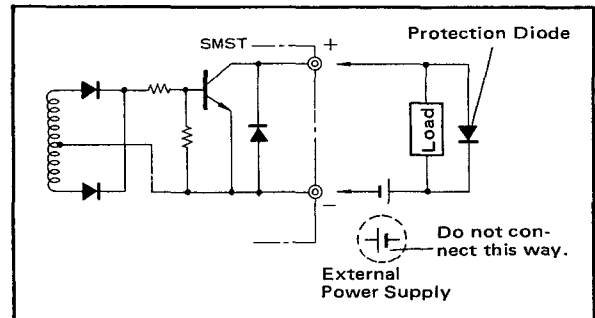 Protection Diode
SMST
+
Load
−
Do not con-
nect this way.
External
Power Supply